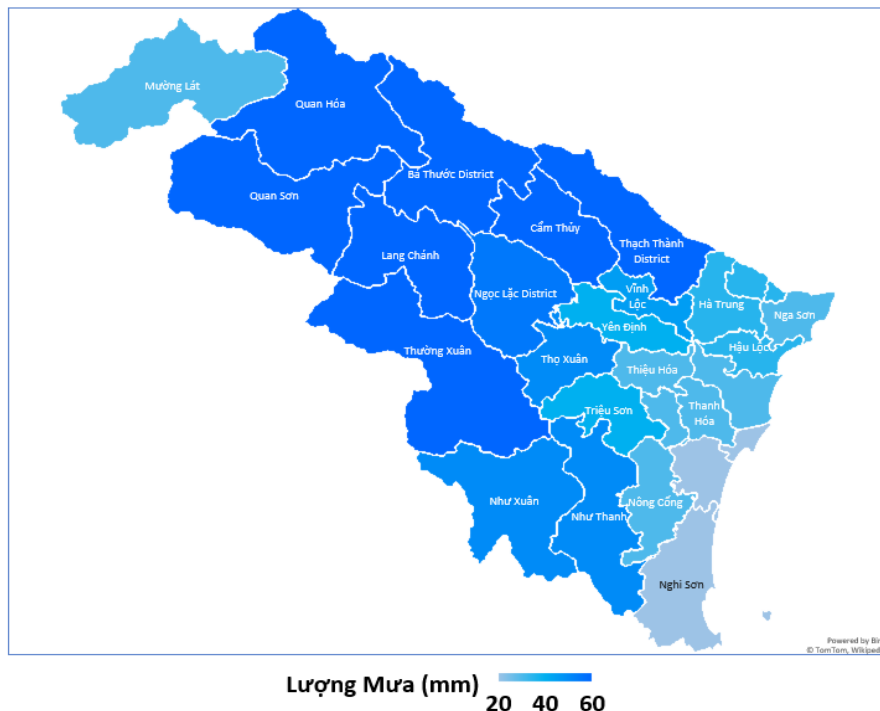 Mường Lát
Quan Hóa
Bá Thước District
Quan Sơn
Cẩm Thủy
Thạch Thành
District
Lang Chánh
Ngọc Lặc District
Vĩnh
Lộc
Hà Trung
Nga Sơn
Yên Định
Hậu Lộc
Thường Xuân
Thọ Xuân
Thiệu Hóa
Triệu Sơn
Thanh
Hóa
Như Xuân
Như Thanh
Nông Cống
Nghi Sơn
Powered by Bin
© TomTom, Wikiped
Lượng Mưa (mm)
20 40 60